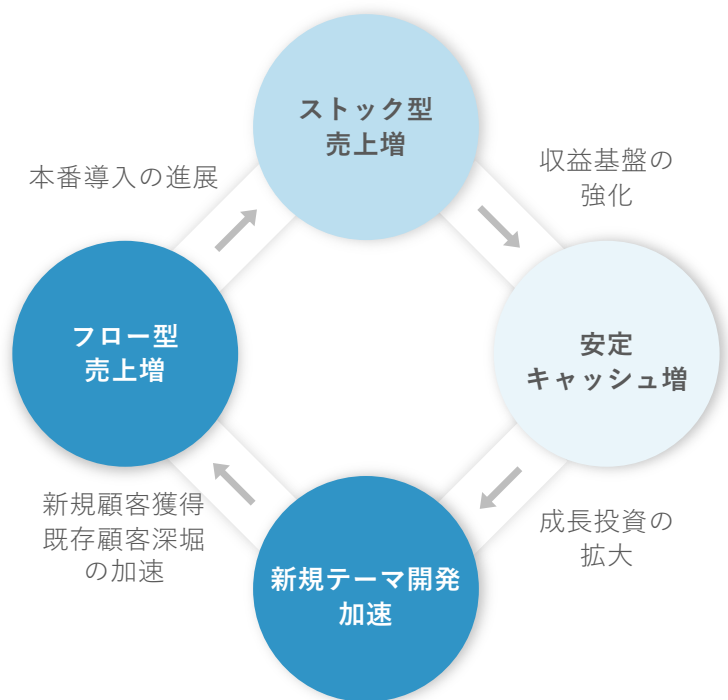 ストック型
売上増
本番導入の進展
収益基盤の
強化
フロー型
売上増
安定
キャッシュ増
新規顧客獲得
既存顧客深堀
の加速
成長投資の
拡大
新規テーマ開発
加速